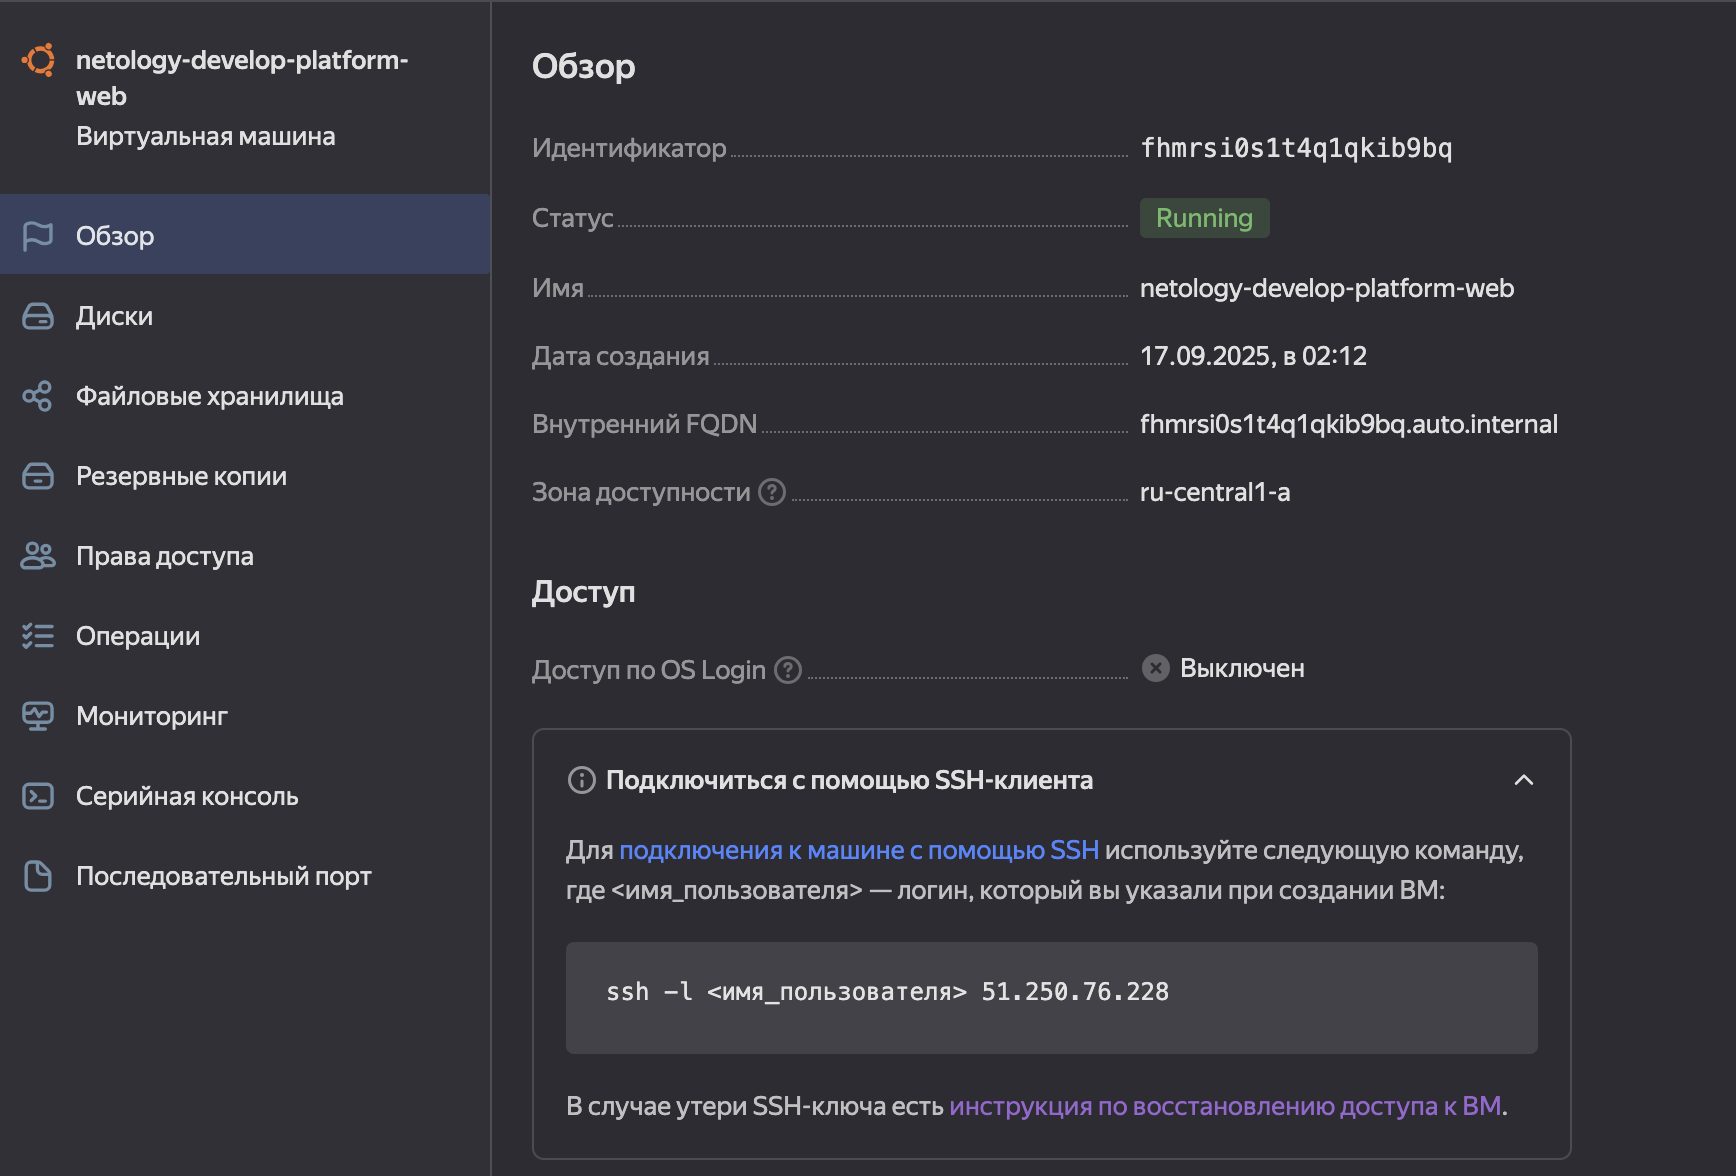 netology-develop-platform-
web
Виртуальная машина
Обзор
Диски
Файловые хранилища
Резервные копии
Права доступа
Операции
Мониторинг
Серийная консоль
Последовательный порт
Обзор
Идентификатор fhmrsi0s1t4q1qkib9bq
Статус Running
Имя netology-develop-platform-web
Дата создания 17.09.2025, в 02:12
Внутренний FQDN fhmrsi0s1t4q1qkib9bq.auto.internal
Зона доступности ru-central1-a
Доступ
Доступ по OS Login Выключен
Подключиться с помощью SSH-клиента
Для подключения к машине с помощью SSH используйте следующую команду,
где <имя_пользователя> — логин, который вы указали при создании ВМ:
ssh -l <имя_пользователя> 51.250.76.228
В случае утери SSH-ключа есть инструкция по восстановлению доступа к ВМ.